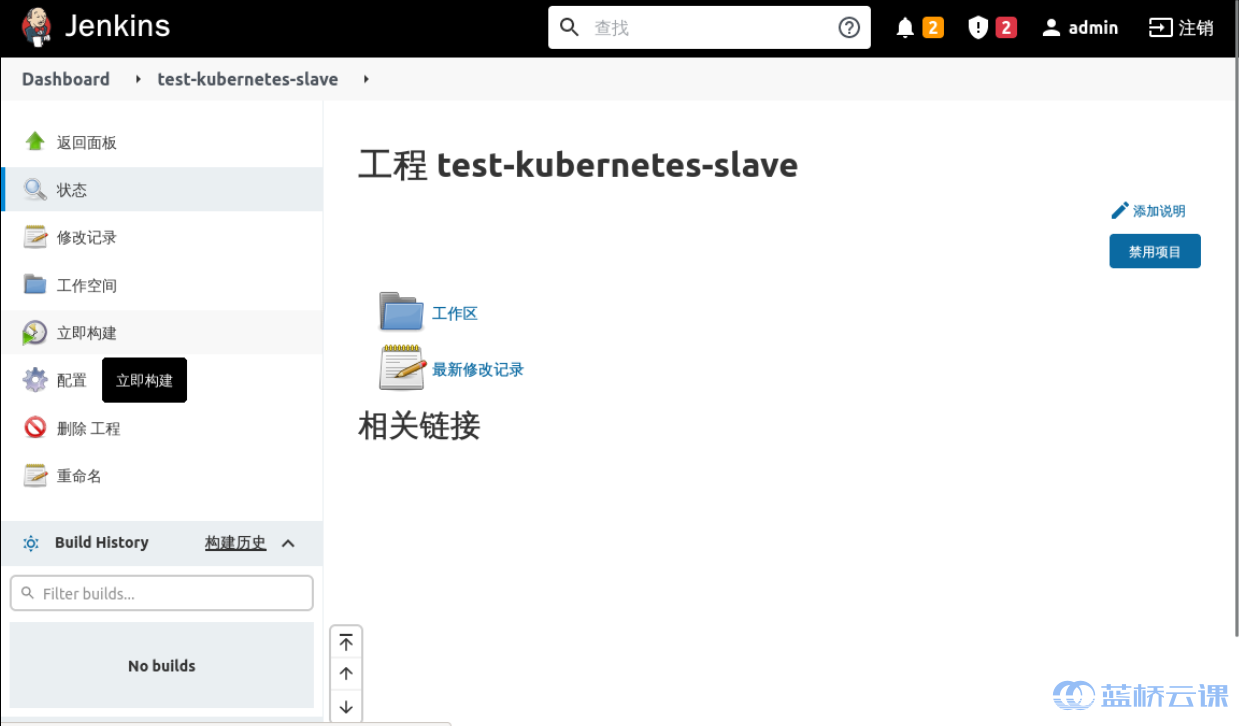 Jenkins
查找
2
2
admin
注销
Dashboard
test-kubernetes-slave
返回面板
状态
修改记录
工作空间
立即构建
配置
立即构建
删除 工程
重命名
Build History
构建历史
Filter builds...
No builds
工程 test-kubernetes-slave
添加说明
禁用项目
工作区
最新修改记录
相关链接
蓝桥云课